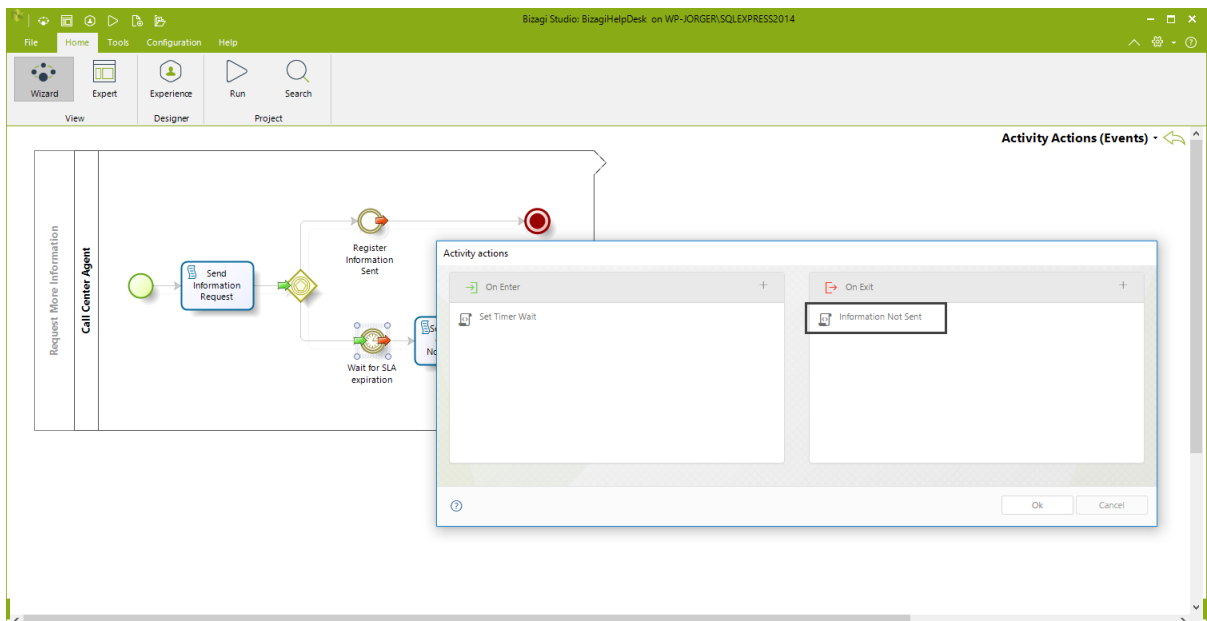 Bizagi Studio: BizagiHelpDesk on WP-JORGER\SQLEXPRESS2014
File Home Tools Configuration Help
Wizard Expert Experience Run Search
View Designer Project
Activity Actions (Events)
Request More Information
Call Center Agent
Send
Information
Request
Register
Information
Sent
Wait for SLA
expiration
Activity actions
On Enter
Set Timer Wait
On Exit
Information Not Sent
Ok Cancel